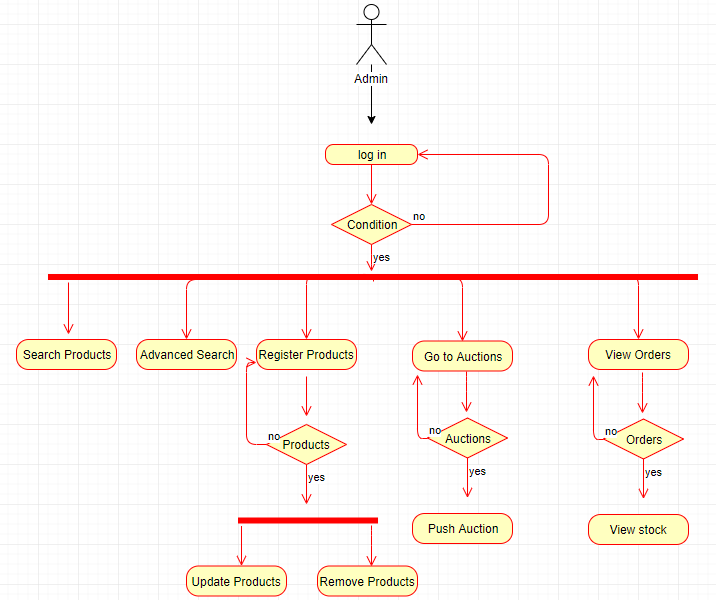 Admin
log in
Condition
no
yes
Search Products
Advanced Search
Register Products
Go to Auctions
View Orders
no
Products
yes
no
Auctions
yes
no
Orders
yes
Push Auction
View stock
Update Products
Remove Products